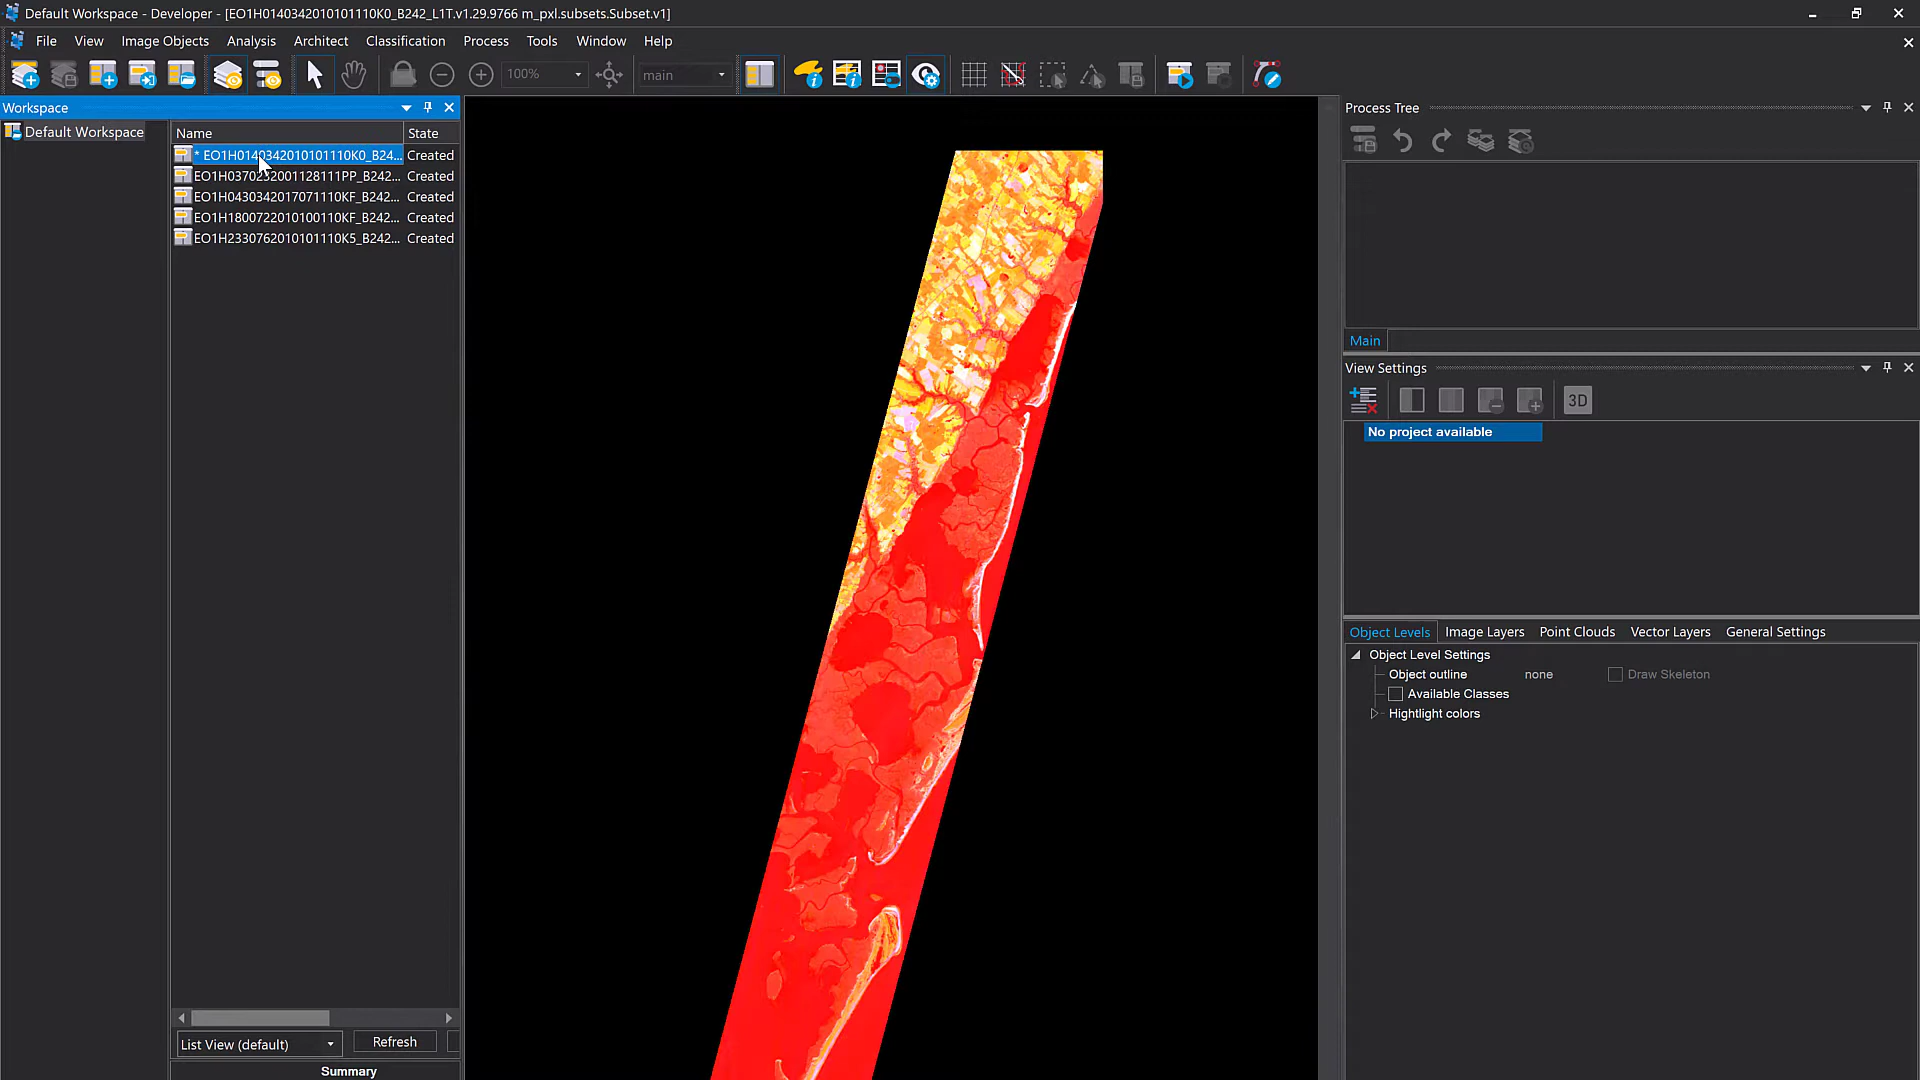 Default Workspace - Developer - [EO1H0140342010101110K0_B242_L1T.v1.29.9766 m_pxl.subsets.Subset.v1]
File View Image Objects Analysis Architect Classification Process Tools Window Help
100% main
Workspace
Default Workspace
Name State
* EO1H0140342010101110K0_B24... Created
EO1H0370232001128111PP_B242... Created
EO1H0430342017071110KF_B242... Created
EO1H1800722010100110KF_B242... Created
EO1H2330762010101110K5_B242... Created
List View (default) Refresh
Summary
Process Tree
Main
View Settings
3D
No project available
Object Levels Image Layers Point Clouds Vector Layers General Settings
Object Level Settings
Object outline none Draw Skeleton
Available Classes
Hightlight colors